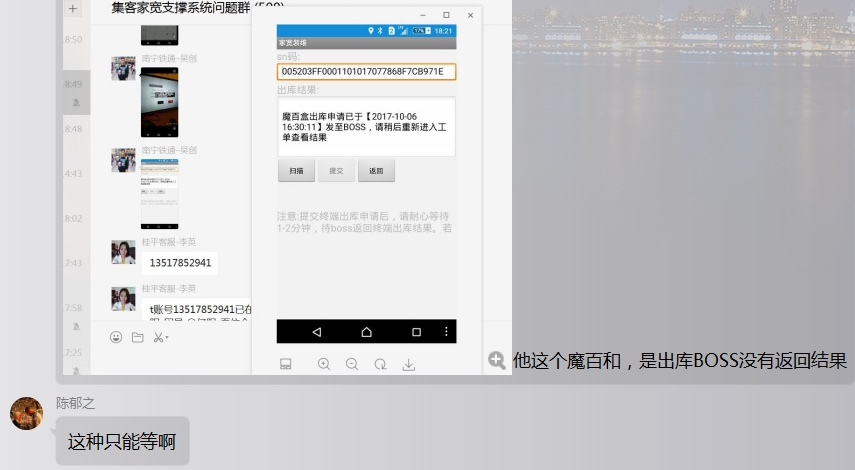 集客家宽支撑系统问题群 (500)
8:50
南宁铁通-吴创
8:49
8:48
南宁铁通-吴创
4:43
8:02
桂平客服-李英
7:43
13517852941
桂平客服-李英
7:58
t账号13517852941已在
7:25
17%
18:21
家宽装维
sn码:
005203FF0001101017077868F7CB971E
出库结果:
魔百盒出库申请已于【2017-10-06
16:30:11】发至BOSS，请稍后重新进入工
单查看结果
扫描
提交
返回
注意:提交终端出库申请后，请耐心等待
1-2分钟，待boss返回终端出库结果。若
他这个魔百和，是出库BOSS没有返回结果
陈郁之
这种只能等啊